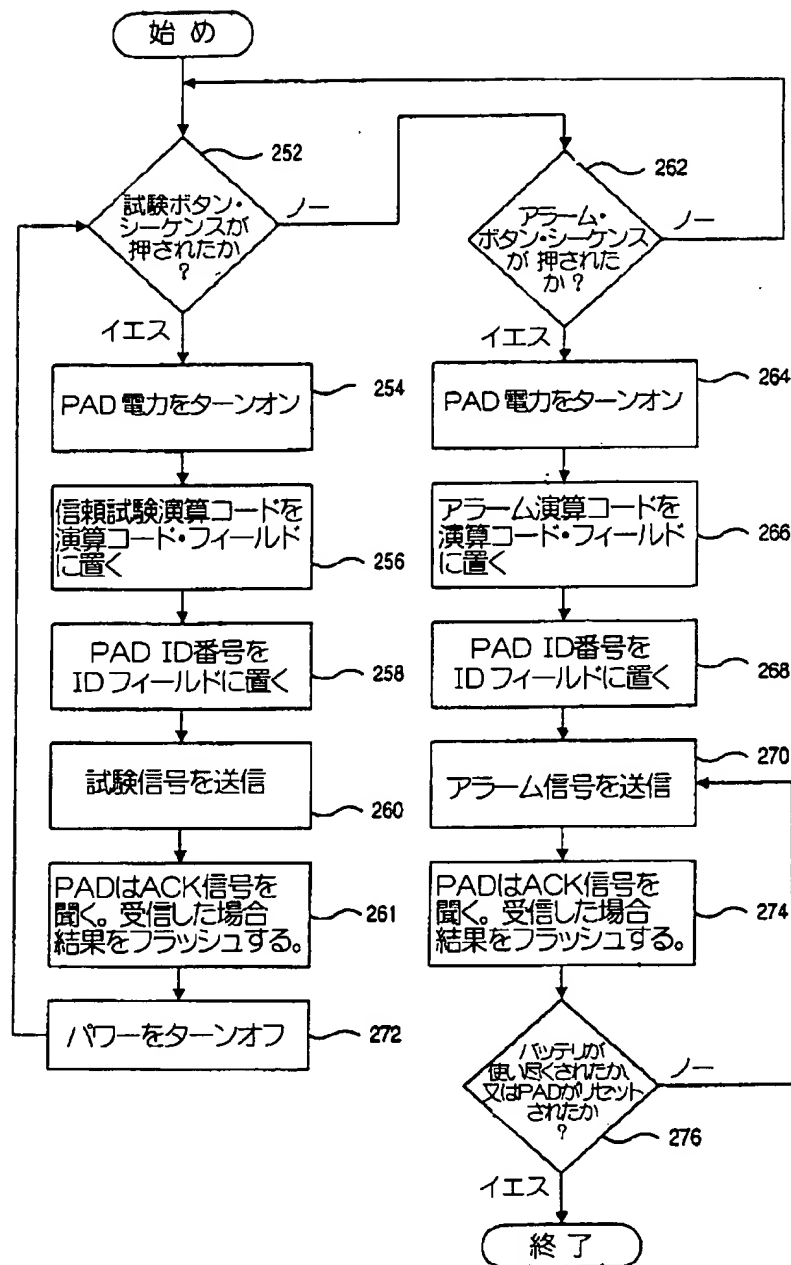 始め
252
試験ボタン・
シーケンスが
押されたか
?
ノー
イエス
PAD 電力をターンオン
254
信頼試験演算コードを
演算コード・フィールド
に置く
256
PAD ID番号を
IDフィールドに置く
258
試験信号を送信
260
PADはACK信号を
聞く。受信した場合
結果をフラッシュする。
261
パワーをターンオフ
272
262
アラーム・
ボタン・シーケンス
が 押された
か?
ノー
イエス
PAD 電力をターンオン
264
アラーム演算コードを
演算コード・フィールド
に置く
266
PAD ID番号を
IDフィールドに置く
268
アラーム信号を送信
270
PADはACK信号を
聞く。受信した場合
結果をフラッシュする。
274
バッテリが
使い尽くされたか、
又はPADがリセット
されたか
?
ノー
276
イエス
終了